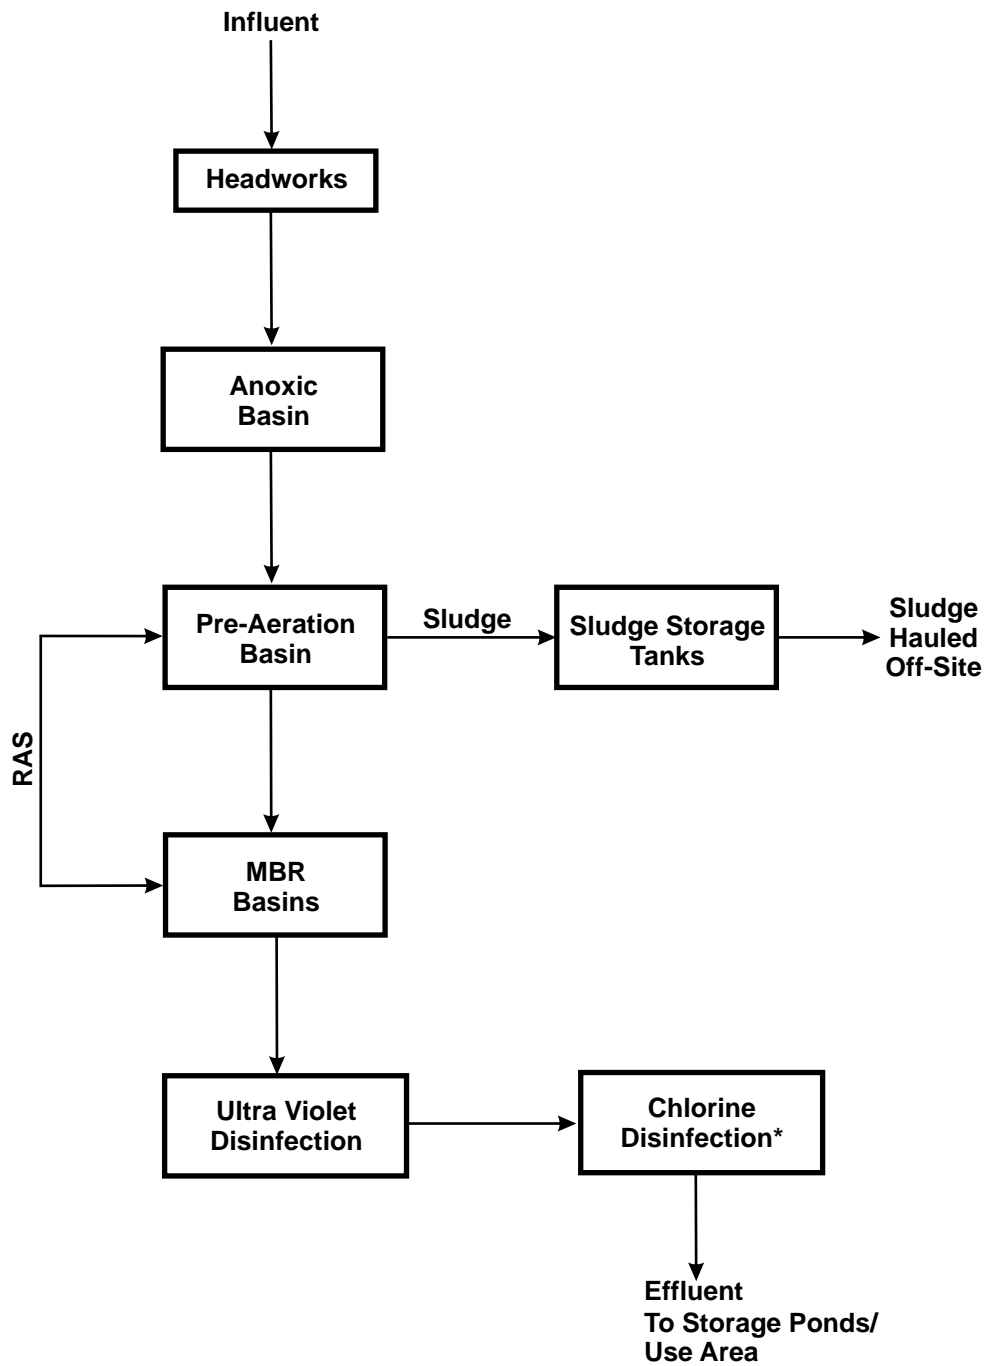 Influent
Headworks
Anoxic
Basin
Pre-Aeration
Basin
Sludge
Sludge Storage
Tanks
Sludge
Hauled
Off-Site
RAS
MBR
Basins
Ultra Violet
Disinfection
Chlorine
Disinfection*
Effluent
To Storage Ponds/
Use Area